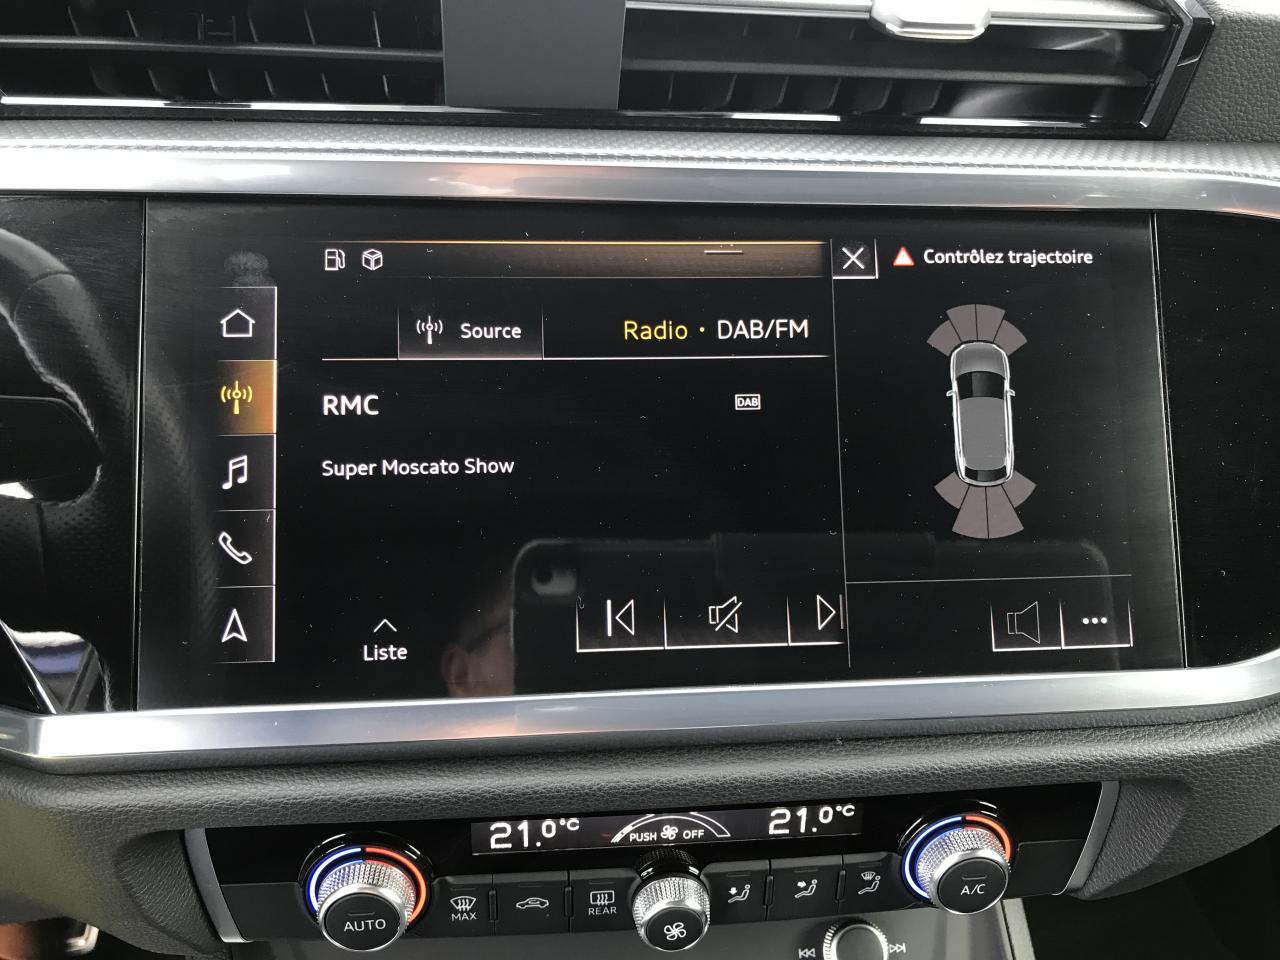 Contrôlez trajectoire
Source
Radio • DAB/FM
RMC
DAB
Super Moscato Show
Liste
21.0°C
PUSH OFF
21.0°C
AUTO
MAX
REAR
A/C